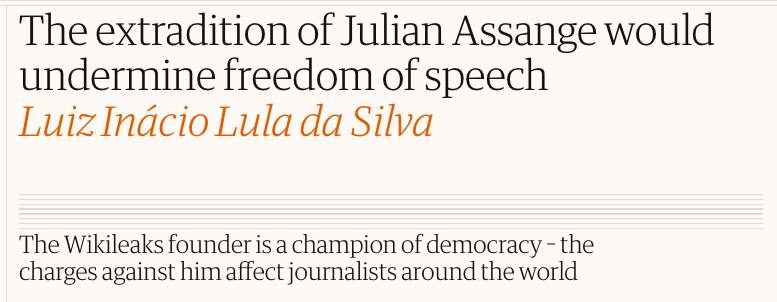 The extradition of Julian Assange would
undermine freedom of speech
Luiz Inácio Lula da Silva
The Wikileaks founder is a champion of democracy – the
charges against him affect journalists around the world